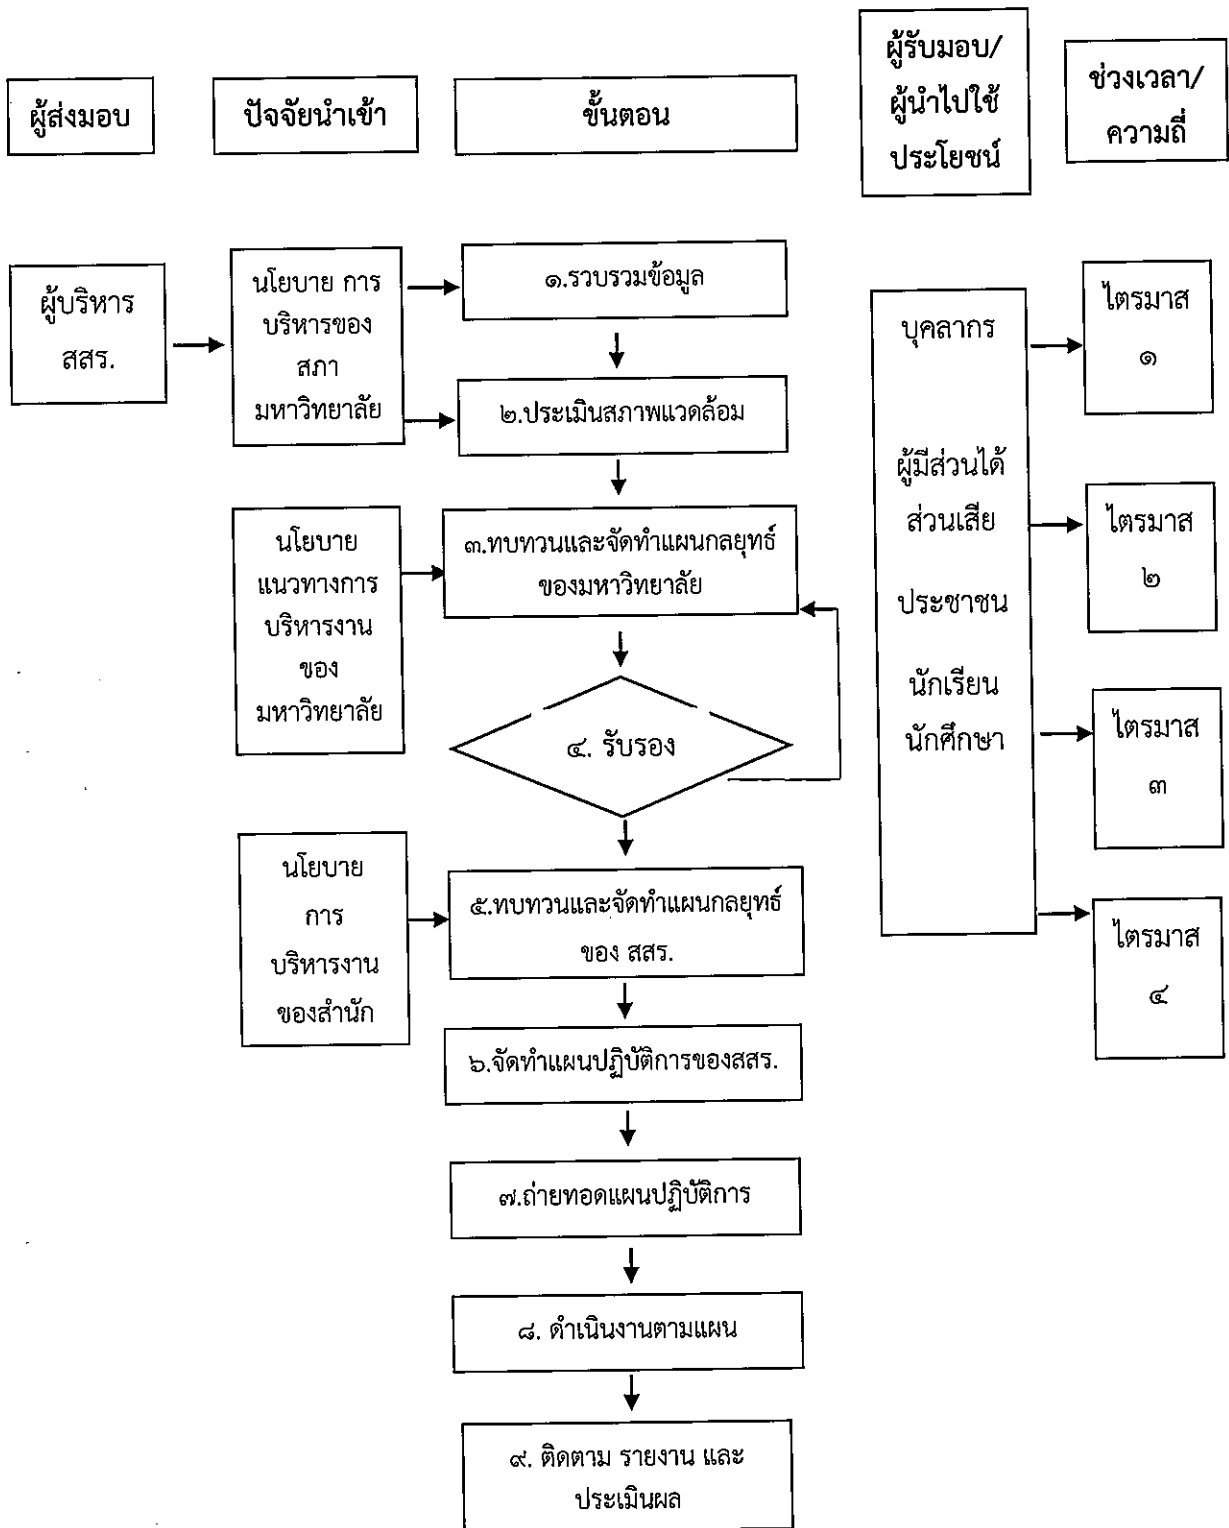 ผู้ส่งมอบ
ปัจจัยนำเข้า
ขั้นตอน
ผู้รับมอบ/
ผู้นำไปใช้
ประโยชน์
ช่วงเวลา/
ความถี่
ผู้บริหาร
สสร.
นโยบาย การ
บริหารของ
สภา
มหาวิทยาลัย
๑.รวบรวมข้อมูล
๒.ประเมินสภาพแวดล้อม
นโยบาย
แนวทางการ
บริหารงาน
ของ
มหาวิทยาลัย
๓.ทบทวนและจัดทำแผนกลยุทธ์
ของมหาวิทยาลัย
๔. รับรอง
นโยบาย
การ
บริหารงาน
ของสำนัก
๕.ทบทวนและจัดทำแผนกลยุทธ์
ของ สสร.
๖.จัดทำแผนปฏิบัติการของสสร.
๗.ถ่ายทอดแผนปฏิบัติการ
๘. ดำเนินงานตามแผน
๙. ติดตาม รายงาน และ
ประเมินผล
บุคลากร
ผู้มีส่วนได้
ส่วนเสีย
ประชาชน
นักเรียน
นักศึกษา
ไตรมาส
๑
ไตรมาส
๒
ไตรมาส
๓
ไตรมาส
๔